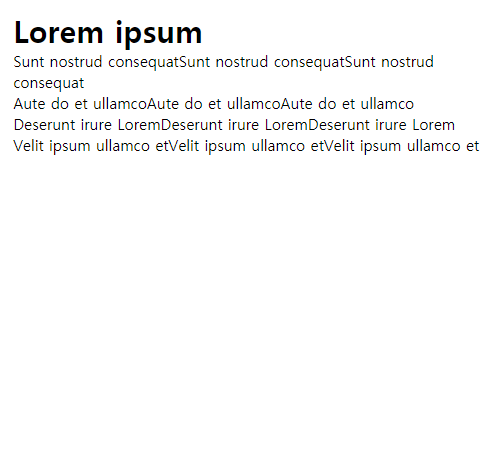 Lorem ipsum
Sunt nostrud consequatSunt nostrud consequatSunt nostrud
consequat
Aute do et ullamcoAute do et ullamcoAute do et ullamco
Deserunt irure LoremDeserunt irure LoremDeserunt irure Lorem
Velit ipsum ullamco etVelit ipsum ullamco etVelit ipsum ullamco et